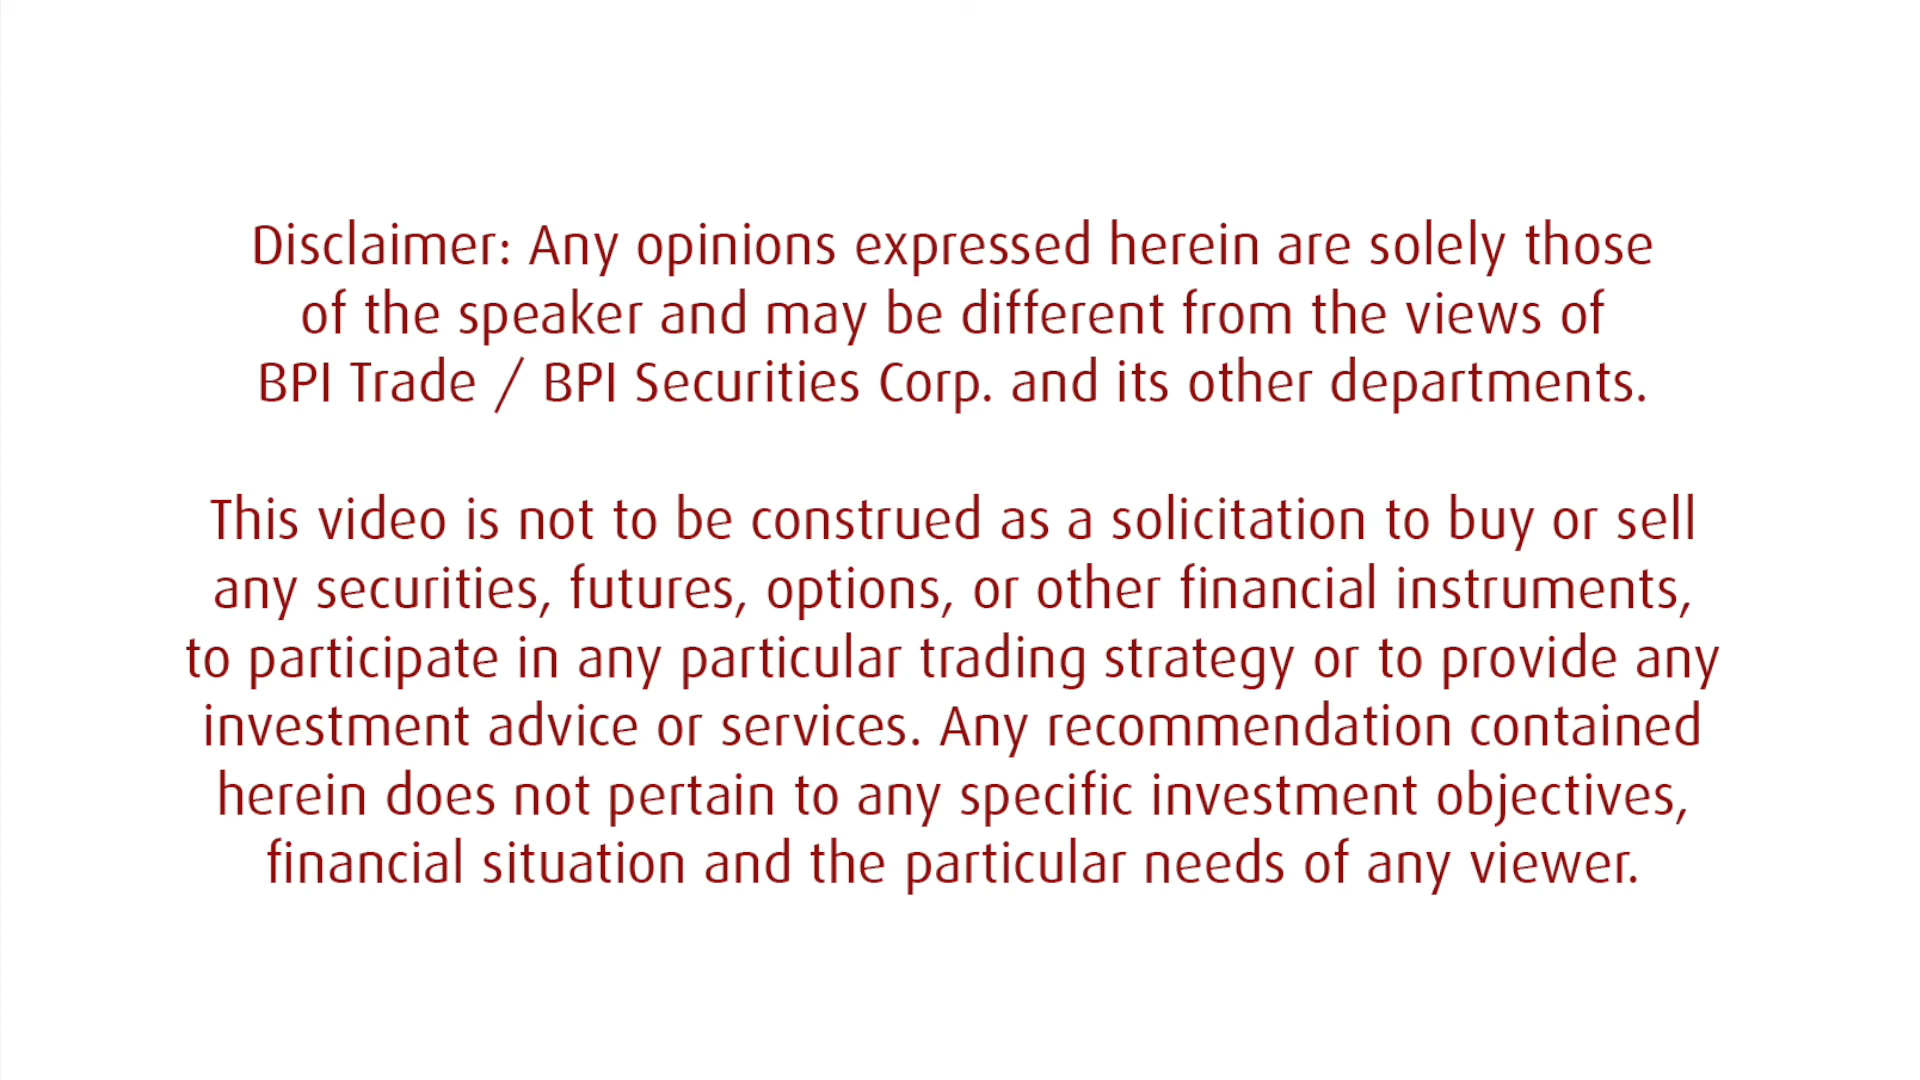 Disclaimer: Any opinions expressed herein are solely those
of the speaker and may be different from the views of
BPI Trade / BPI Securities Corp. and its other departments.
This video is not to be construed as a solicitation to buy or sell
any securities, futures, options, or other financial instruments,
to participate in any particular trading strategy or to provide any
investment advice or services. Any recommendation contained
herein does not pertain to any specific investment objectives,
financial situation and the particular needs of any viewer.